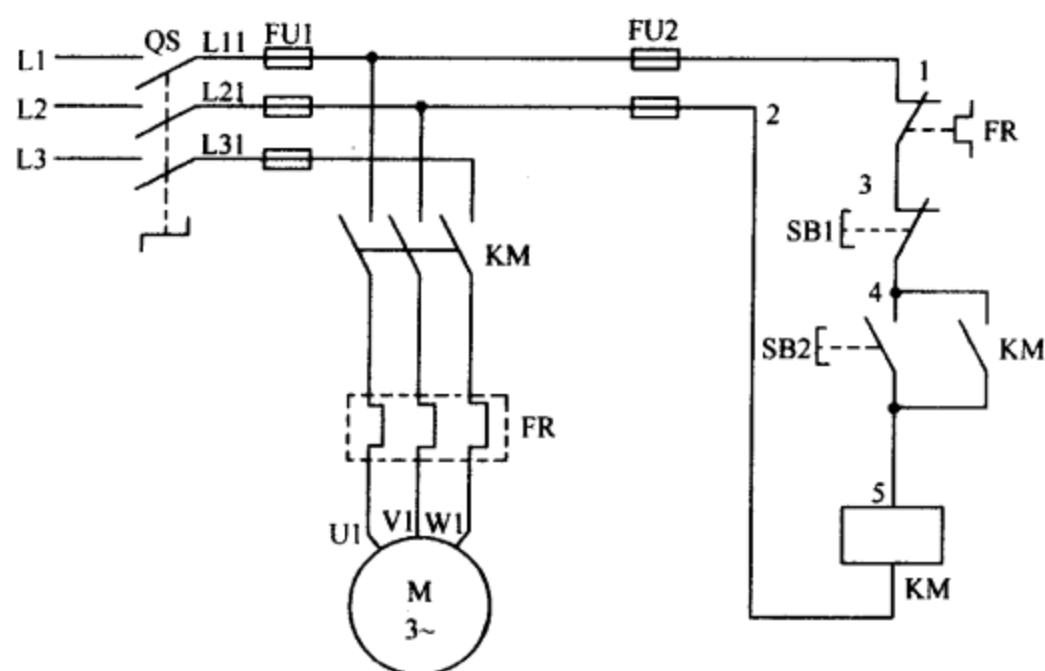 QS L11 FU1 FU2
L1 1
L2 L21 2
L3 L31 FR
3
SB1
KM
4
SB2 KM
FR
5
U1 V1 W1
KM
M
3~